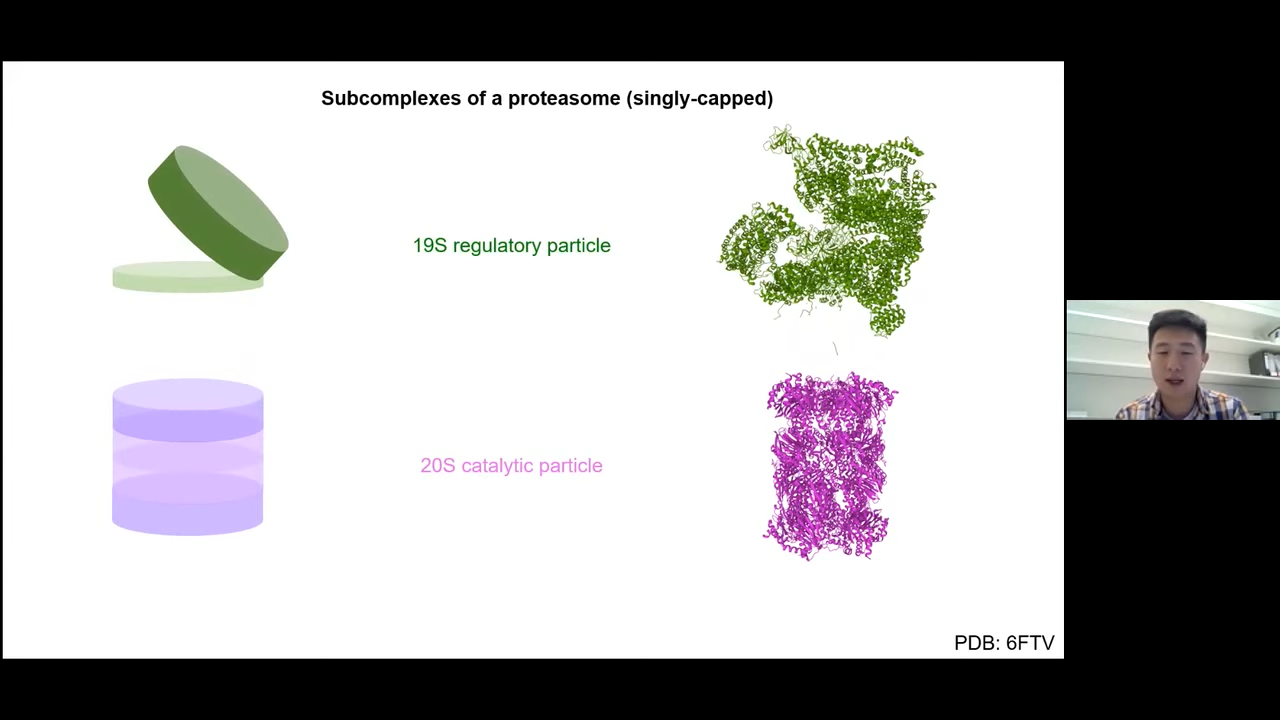 Subcomplexes of a proteasome (singly-capped)
19S regulatory particle
20S catalytic particle
PDB: 6FTV